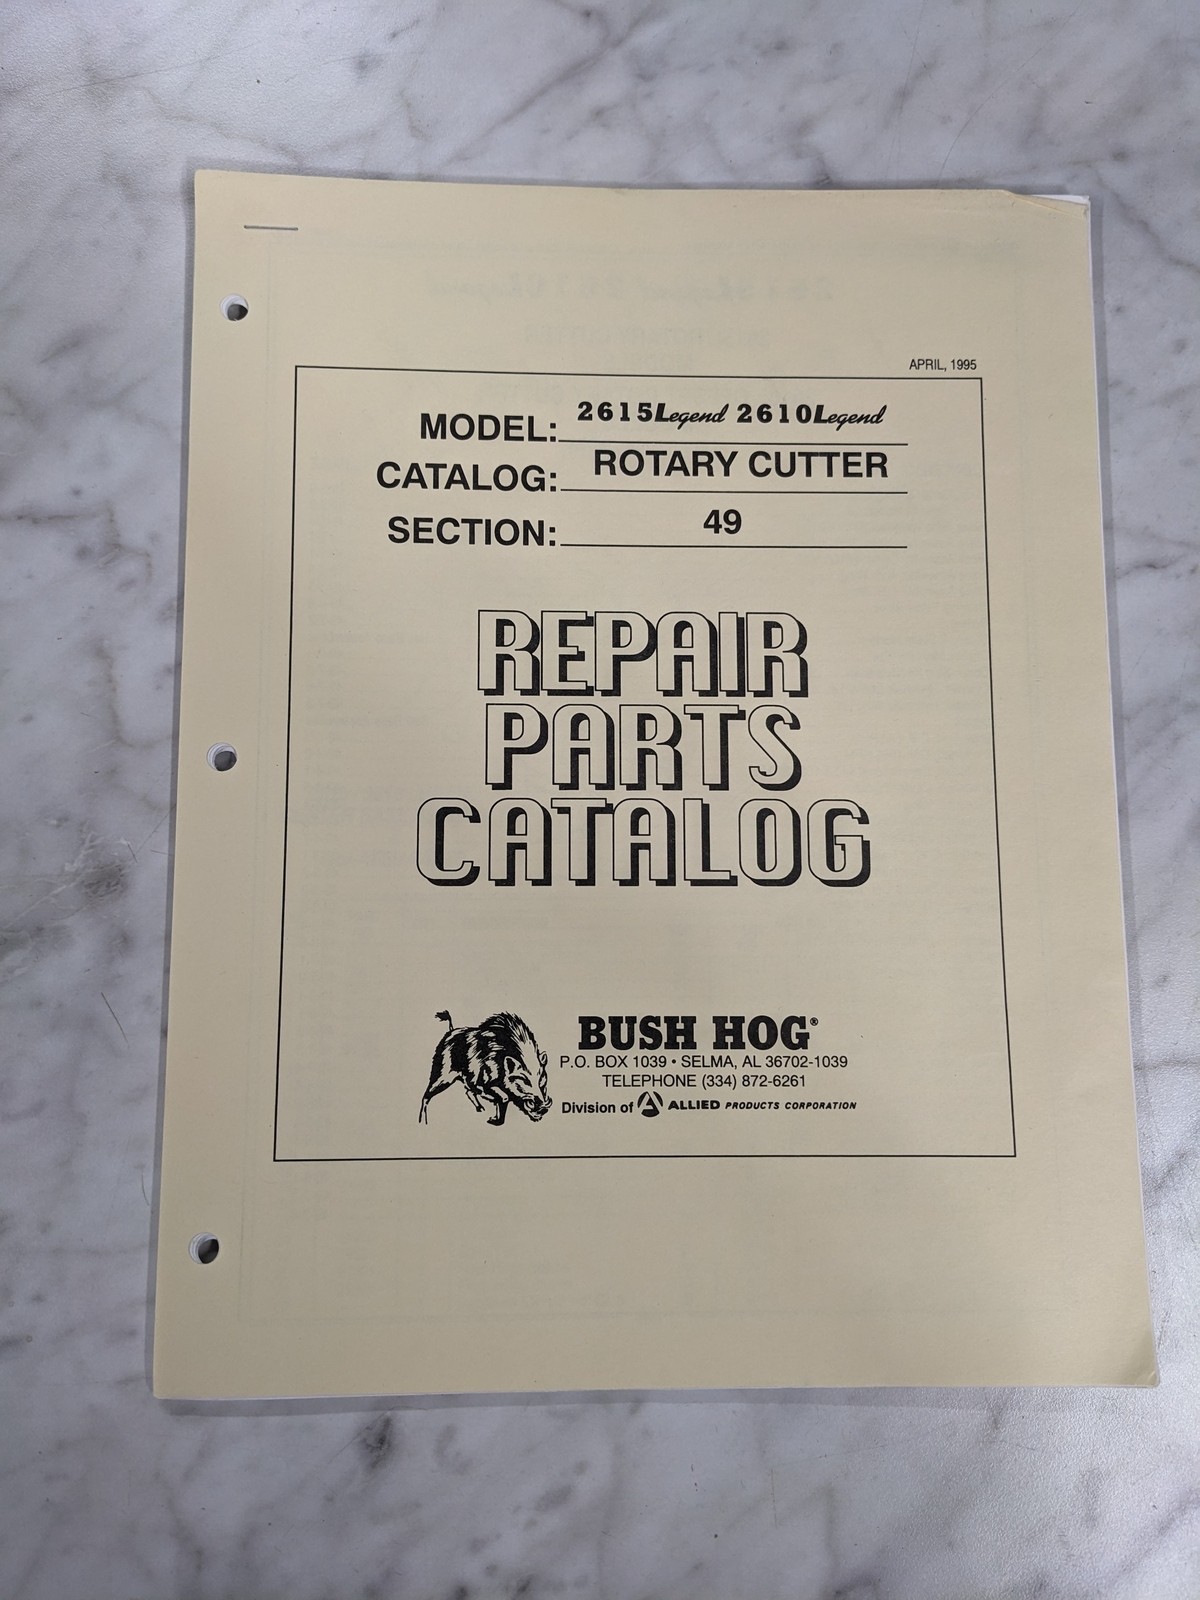 APRIL, 1995
MODEL: 2615Legend 2610Legend
CATALOG: ROTARY CUTTER
SECTION: 49
REPAIR
PARTS
CATALOG
BUSH HOG®
P.O. BOX 1039 • SELMA, AL 36702-1039
TELEPHONE (334) 872-6261
Division of ALLIED PRODUCTS CORPORATION